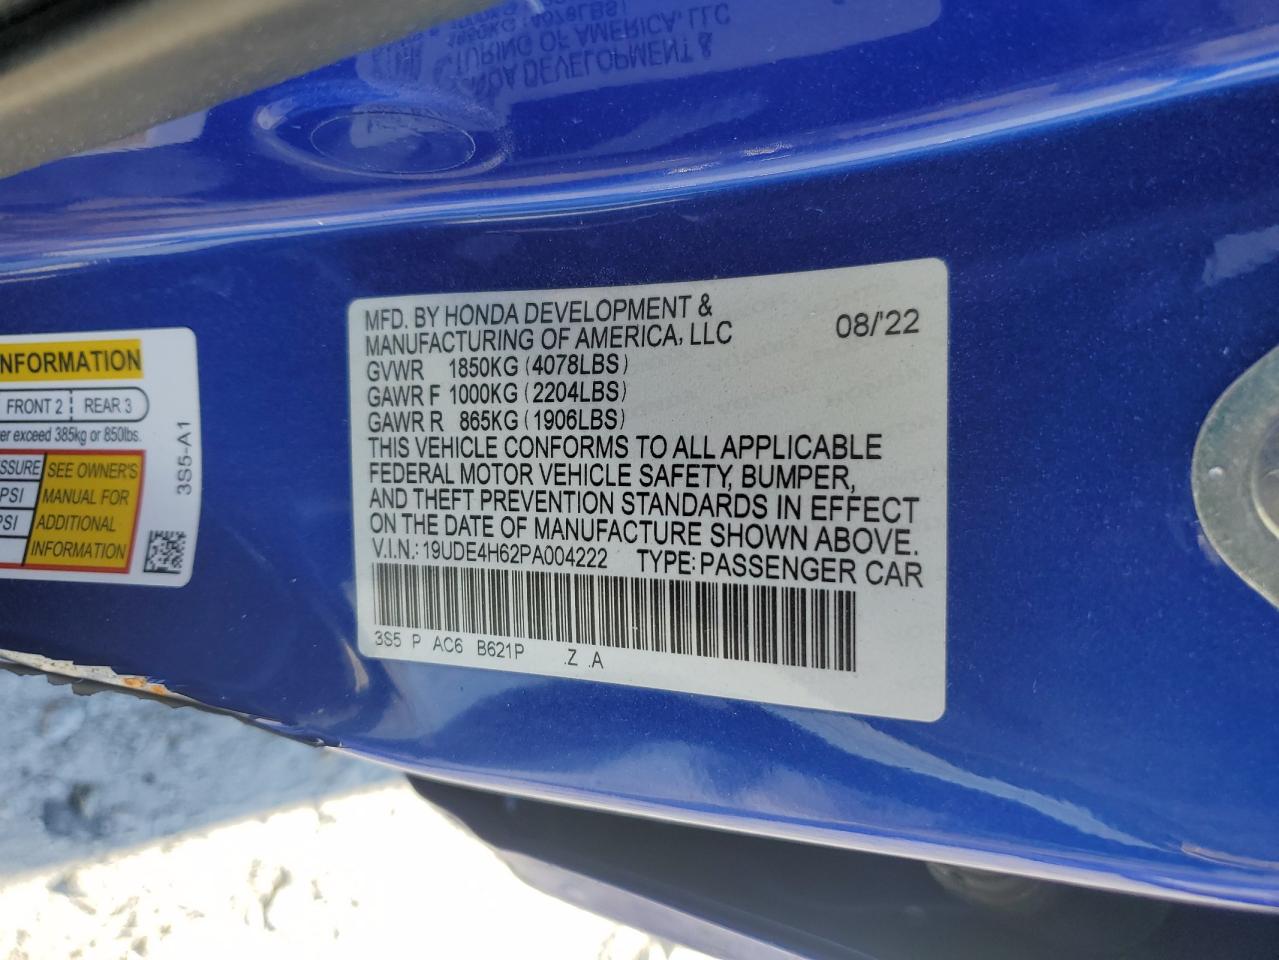 MFD. BY HONDA DEVELOPMENT &
MANUFACTURING OF AMERICA, LLC
08/'22
GVWR 1850KG (4078LBS)
GAWR F 1000KG (2204LBS)
GAWR R 865KG (1906LBS)
THIS VEHICLE CONFORMS TO ALL APPLICABLE
FEDERAL MOTOR VEHICLE SAFETY, BUMPER,
AND THEFT PREVENTION STANDARDS IN EFFECT
ON THE DATE OF MANUFACTURE SHOWN ABOVE.
V.I.N.: 19UDE4H62PA004222 TYPE: PASSENGER CAR
3S5 P AC6 B621P .Z .A
INFORMATION
FRONT 2 REAR 3
exceed 385kg or 850lbs.
SEE OWNER'S
PSI MANUAL FOR
PSI ADDITIONAL
INFORMATION
3S5-A1